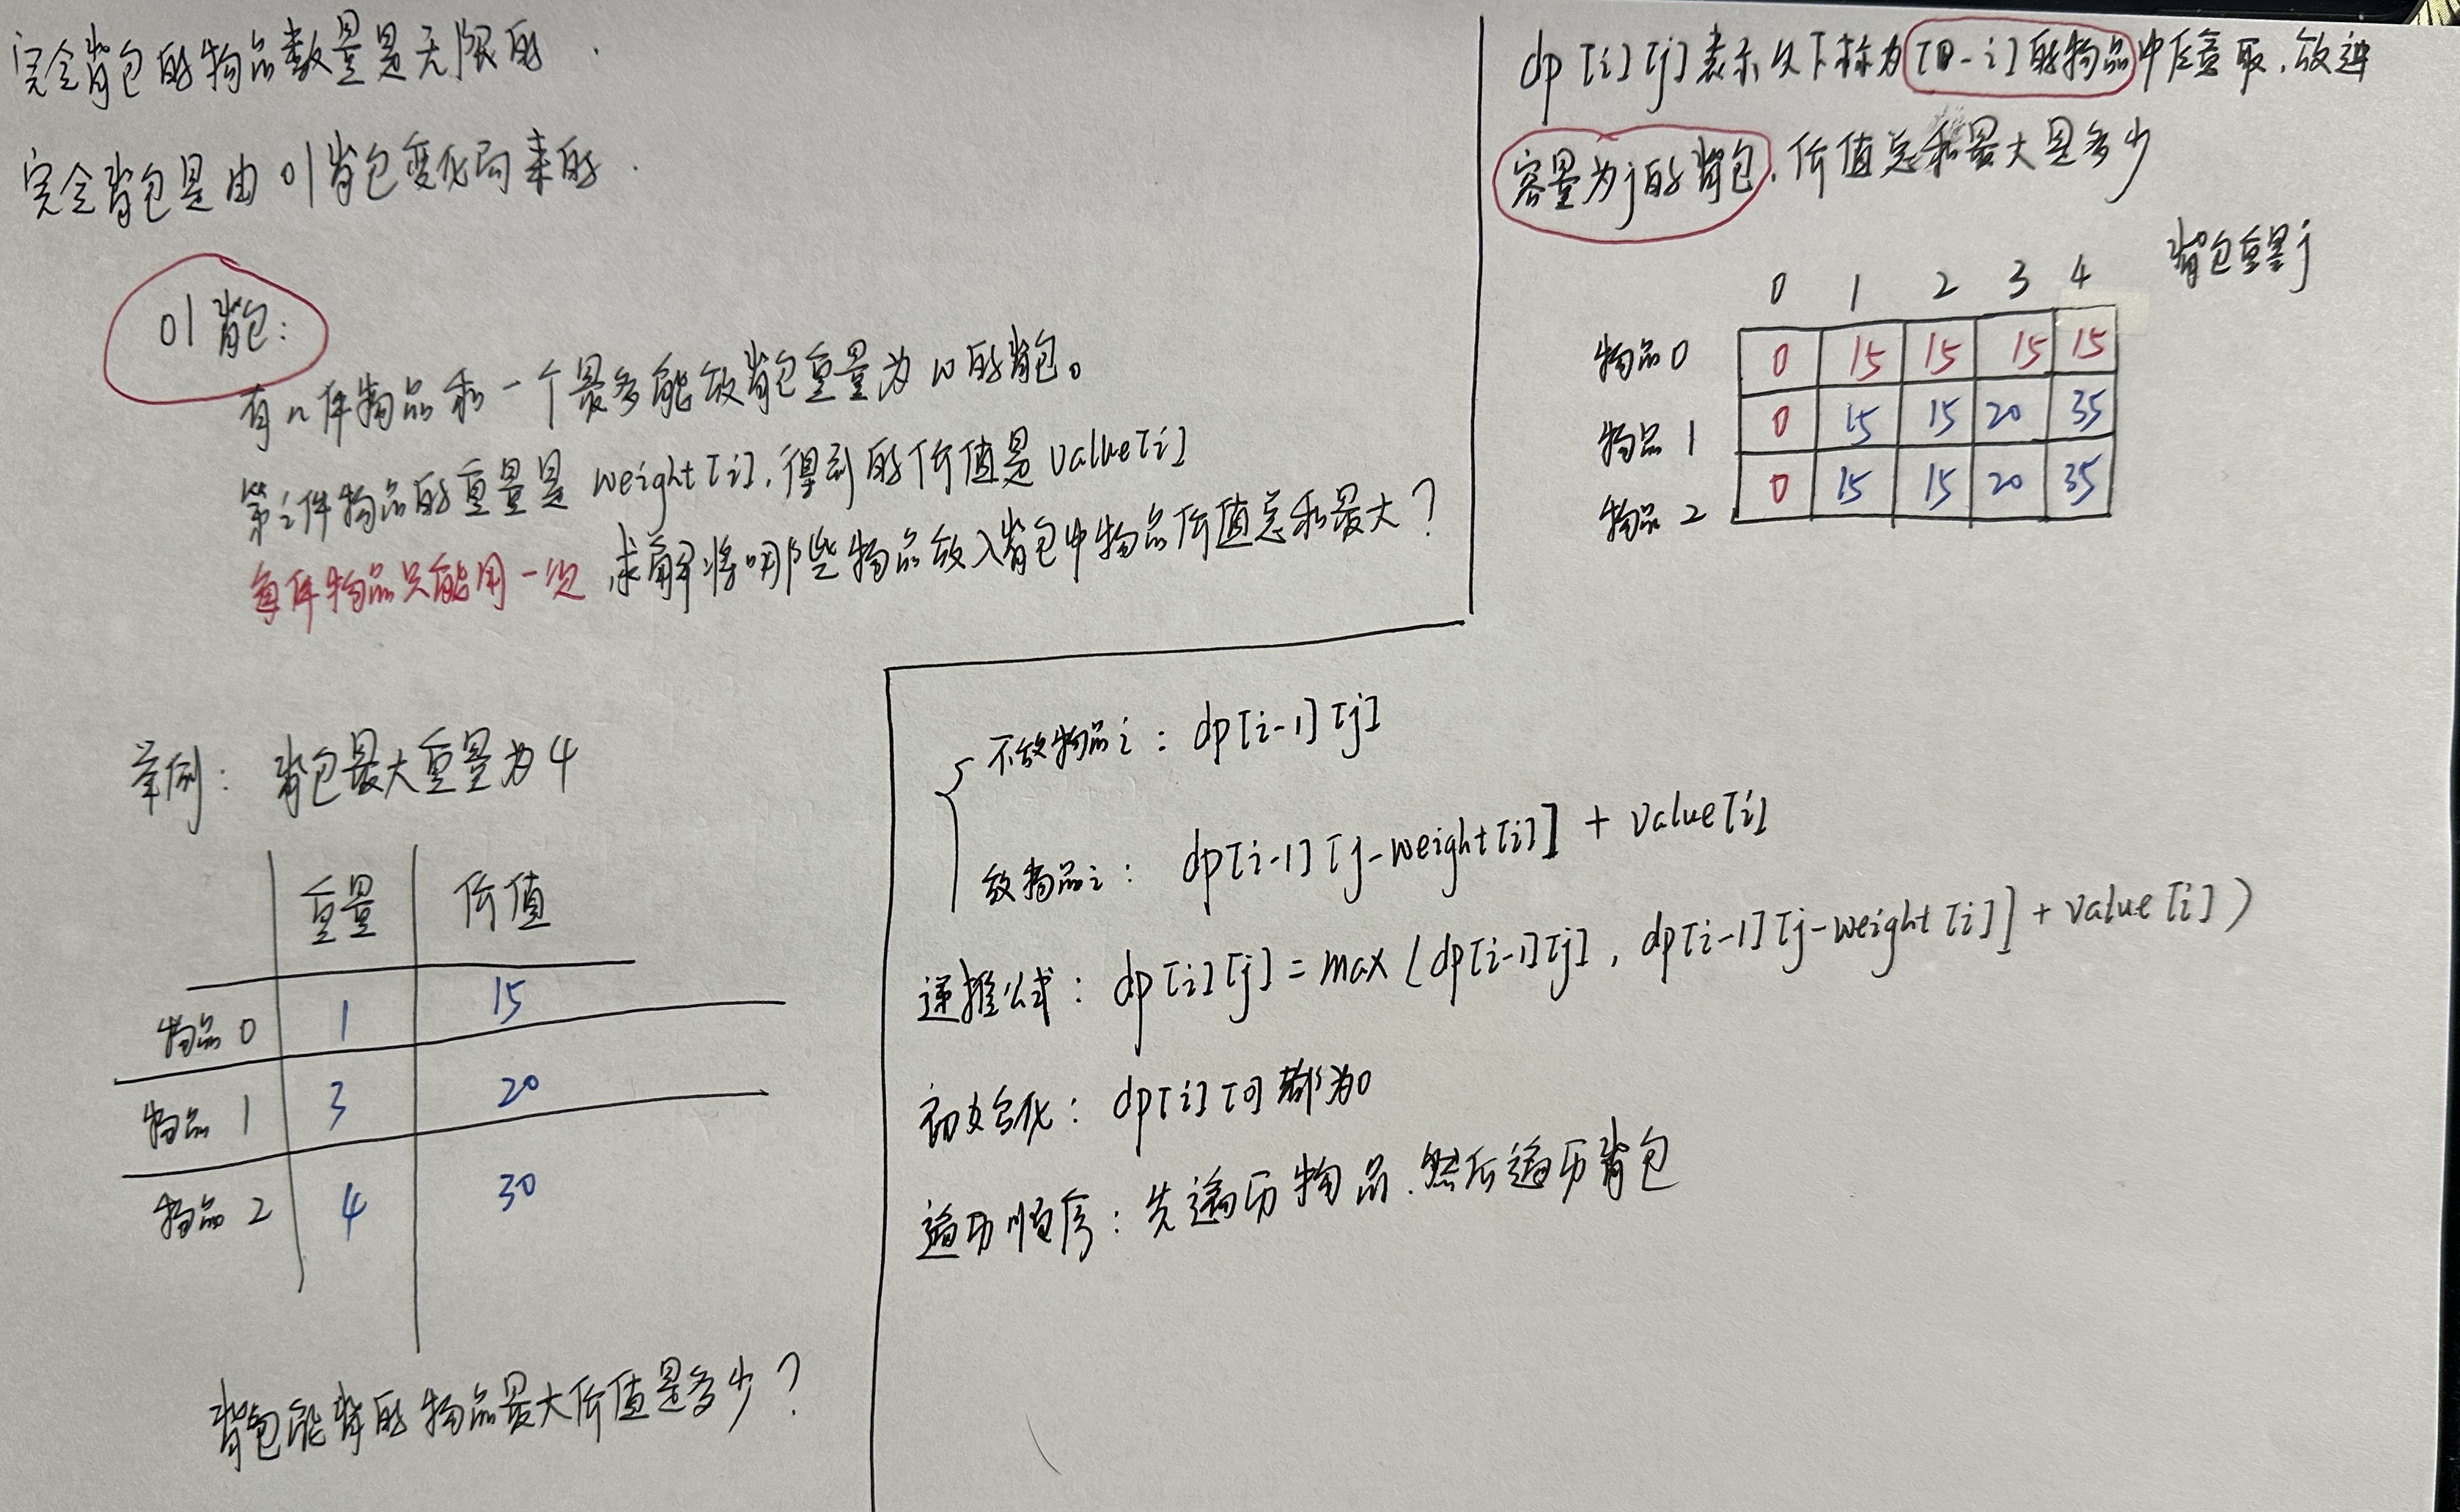 完全背包的物品数量是无限的.
完全背包是由01背包变化而来的.
01背包:
有n件物品和一个最多能放背包重量为w的背包。
第i件物品的重量是weight[i],得到的价值是value[i]
每件物品只能用一次,求解将哪些物品放入背包中物品价值总和最大?
举例: 背包最大重量为4
重量 价值
物品0 1 15
物品1 3 20
物品2 4 30
背包能背的物品最大价值是多少?
dp[i][j]表示从下标为[0-i]的物品中任意取,放进
容量为j的背包,价值总和最大是多少
背包重量j
0 1 2 3 4
物品0 0 15 15 15 15
物品1 0 15 15 20 35
物品2 0 15 15 20 35
不放物品i: dp[i-1][j]
放物品i: dp[i-1][j-weight[i]] + value[i]
递推公式: dp[i][j] = max(dp[i-1][j], dp[i-1][j-weight[i]] + value[i])
初始化: dp[i][0]都为0
遍历顺序: 先遍历物品.然后遍历背包